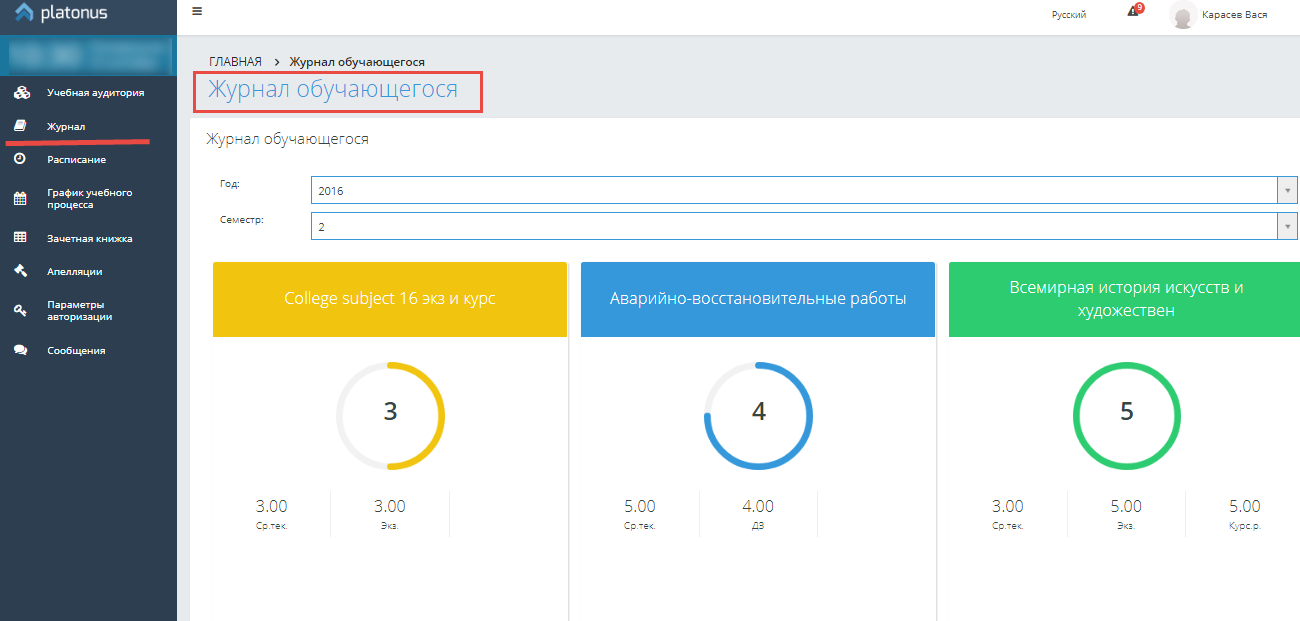 platonus
Русский
9
Карасев Вася
Учебная аудитория
Журнал
Расписание
График учебного
процесса
Зачетная книжка
Апелляции
Параметры
авторизации
Сообщения
ГЛАВНАЯ > Журнал обучающегося
Журнал обучающегося
Журнал обучающегося
Год:
2016
Семестр:
2
College subject 16 экз и курс
3
3.00
Ср.тек.
3.00
Экз.
Аварийно-восстановительные работы
4
5.00
Ср.тек.
4.00
ДЗ
Всемирная история искусств и
художествен
5
3.00
Ср.тек.
5.00
Экз.
5.00
Курс.р.